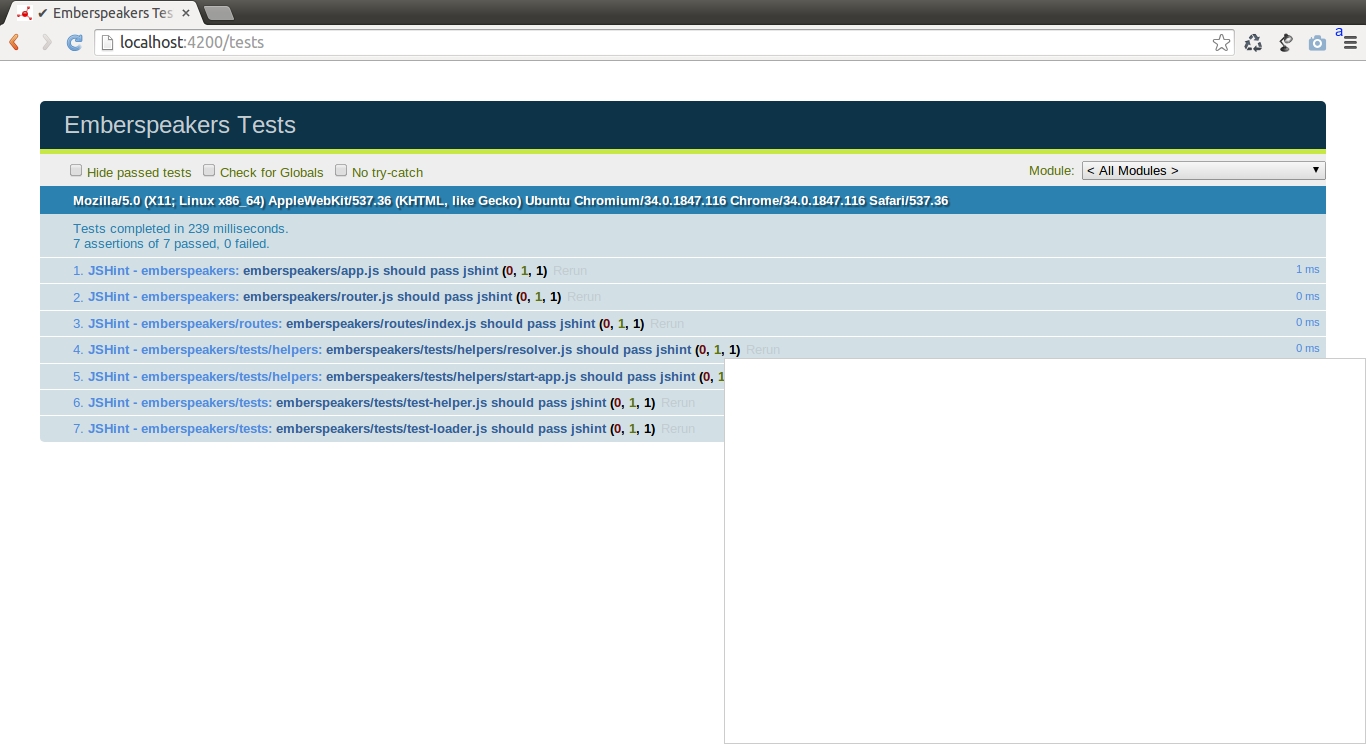 ✔ Emberspeakers Tes
localhost:4200/tests
a
Emberspeakers Tests
Hide passed tests Check for Globals No try-catch Module: < All Modules >
Mozilla/5.0 (X11; Linux x86_64) AppleWebKit/537.36 (KHTML, like Gecko) Ubuntu Chromium/34.0.1847.116 Chrome/34.0.1847.116 Safari/537.36
Tests completed in 239 milliseconds.
7 assertions of 7 passed, 0 failed.
1. JSHint - emberspeakers: emberspeakers/app.js should pass jshint (0, 1, 1) Rerun 1 ms
2. JSHint - emberspeakers: emberspeakers/router.js should pass jshint (0, 1, 1) Rerun 0 ms
3. JSHint - emberspeakers/routes: emberspeakers/routes/index.js should pass jshint (0, 1, 1) Rerun 0 ms
4. JSHint - emberspeakers/tests/helpers: emberspeakers/tests/helpers/resolver.js should pass jshint (0, 1, 1) Rerun 0 ms
5. JSHint - emberspeakers/tests/helpers: emberspeakers/tests/helpers/start-app.js should pass jshint (0, 1
6. JSHint - emberspeakers/tests: emberspeakers/tests/test-helper.js should pass jshint (0, 1, 1) Rerun
7. JSHint - emberspeakers/tests: emberspeakers/tests/test-loader.js should pass jshint (0, 1, 1) Rerun